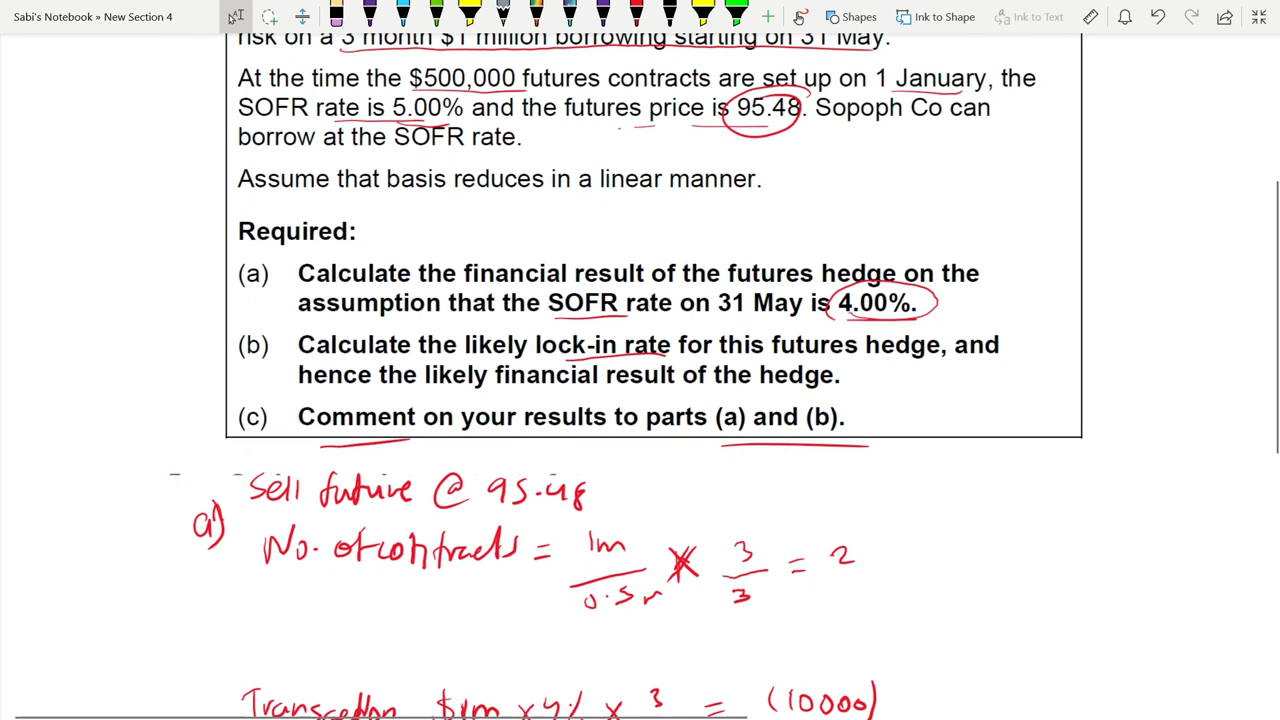 Sabi's Notebook » New Section 4
Shapes
Ink to Shape
Ink to Text
risk on a 3 month $1 million borrowing starting on 31 May.
At the time the $500,000 futures contracts are set up on 1 January, the
SOFR rate is 5.00% and the futures price is 95.48. Sopoph Co can
borrow at the SOFR rate.
Assume that basis reduces in a linear manner.
Required:
(a) Calculate the financial result of the futures hedge on the
assumption that the SOFR rate on 31 May is 4.00%.
(b) Calculate the likely lock-in rate for this futures hedge, and
hence the likely financial result of the hedge.
(c) Comment on your results to parts (a) and (b).
a) Sell future @ 95.48
No. of contracts = 1m / 0.5m × 3 / 3 = 2
Transaction $1m × 4% × 3 = (10000)